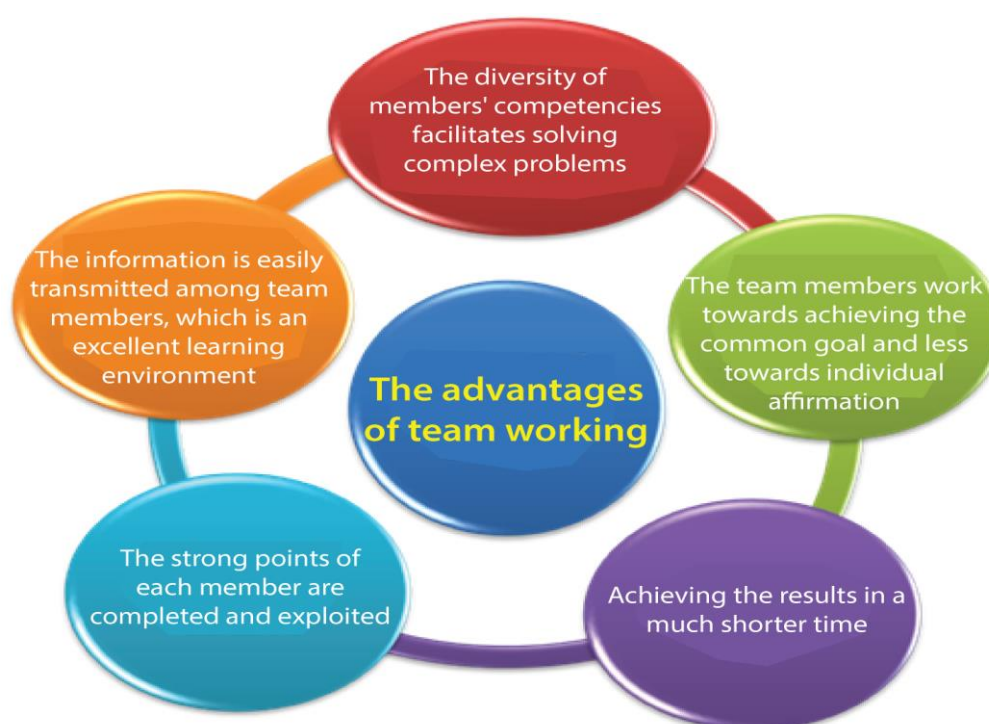 The diversity of
members' competencies
facilitates solving
complex problems
The information is easily
transmitted among team
members, which is an
excellent learning
environment
The team members work
towards achieving the
common goal and less
towards individual
affirmation
The advantages
of team working
The strong points of
each member are
completed and exploited
Achieving the results in a
much shorter time